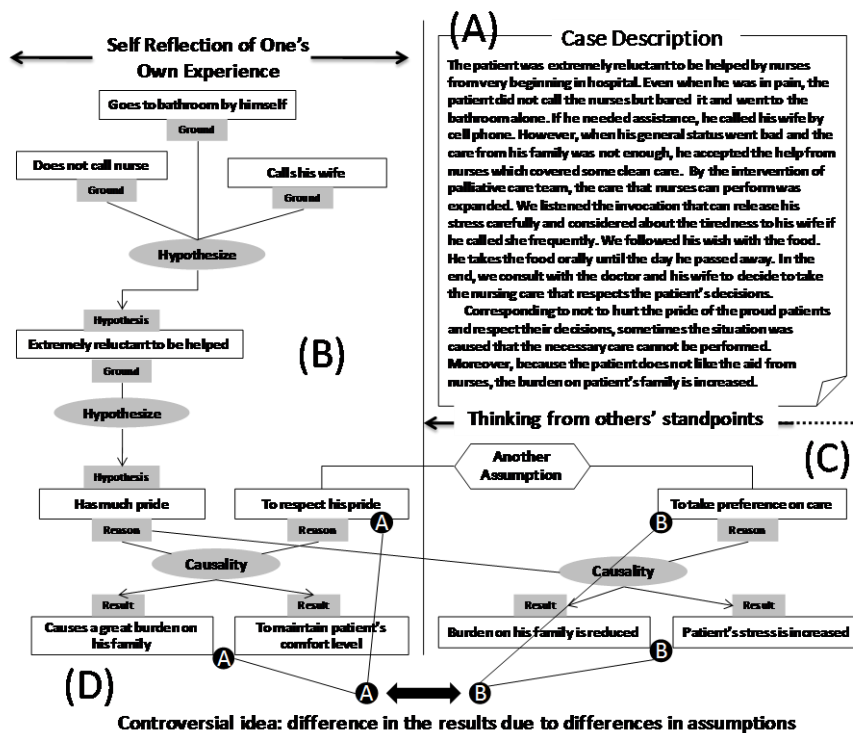 (A)
Self Reflection of One's
Own Experience
Case Description
The patient was extremely reluctant to be helped by nurses
from very beginning in hospital. Even when he was in pain, the
patient did not call the nurses but bared it and went to the
bathroom alone. If he needed assistance, he called his wife by
cell phone. However, when his general status went bad and the
care from his family was not enough, he accepted the help from
nurses which covered some clean care. By the intervention of
palliative care team, the care that nurses can perform was
expanded. We listened the invocation that can release his
stress carefully and considered about the tiredness to his wife if
he called she frequently. We followed his wish with the food.
He takes the food orally until the day he passed away. In the
end, we consult with the doctor and his wife to decide to take
the nursing care that respects the patient's decisions.
Corresponding to not to hurt the pride of the proud patients
and respect their decisions, sometimes the situation was
caused that the necessary care cannot be performed.
Moreover, because the patient does not like the aid from
nurses, the burden on patient's family is increased.
Goes to bathroom by himself
Ground
Does not call nurse
Ground
Calls his wife
Ground
Hypothesize
Hypothesis
Extremely reluctant to be helped
Ground
(B)
Hypothesize
Hypothesis
Has much pride
Reason
To respect his pride
Reason
A
Causality
Result
Causes a great burden on
his family
A
Result
To maintain patient's
comfort level
Thinking from others' standpoints
(C)
Another
Assumption
To take preference on care
B
Reason
Causality
Result
Burden on his family is reduced
B
Result
Patient's stress is increased
(D)
A
B
Controversial idea: difference in the results due to differences in assumptions